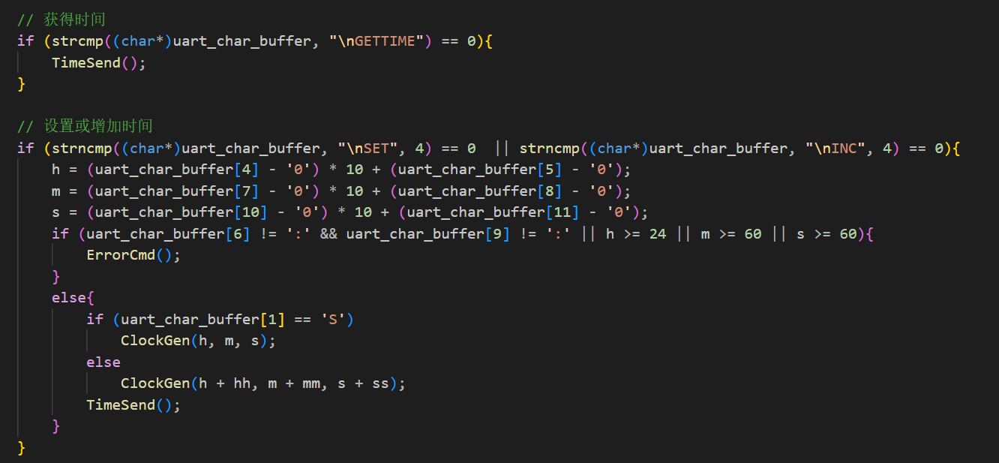 // 获得时间
if (strcmp((char*)uart_char_buffer, "\nGETTIME") == 0){
    TimeSend();
}

// 设置或增加时间
if (strncmp((char*)uart_char_buffer, "\nSET", 4) == 0  || strncmp((char*)uart_char_buffer, "\nINC", 4) == 0){
    h = (uart_char_buffer[4] - '0') * 10 + (uart_char_buffer[5] - '0');
    m = (uart_char_buffer[7] - '0') * 10 + (uart_char_buffer[8] - '0');
    s = (uart_char_buffer[10] - '0') * 10 + (uart_char_buffer[11] - '0');
    if (uart_char_buffer[6] != ':' && uart_char_buffer[9] != ':' || h >= 24 || m >= 60 || s >= 60){
        ErrorCmd();
    }
    else{
        if (uart_char_buffer[1] == 'S')
            ClockGen(h, m, s);
        else
            ClockGen(h + hh, m + mm, s + ss);
        TimeSend();
    }
}